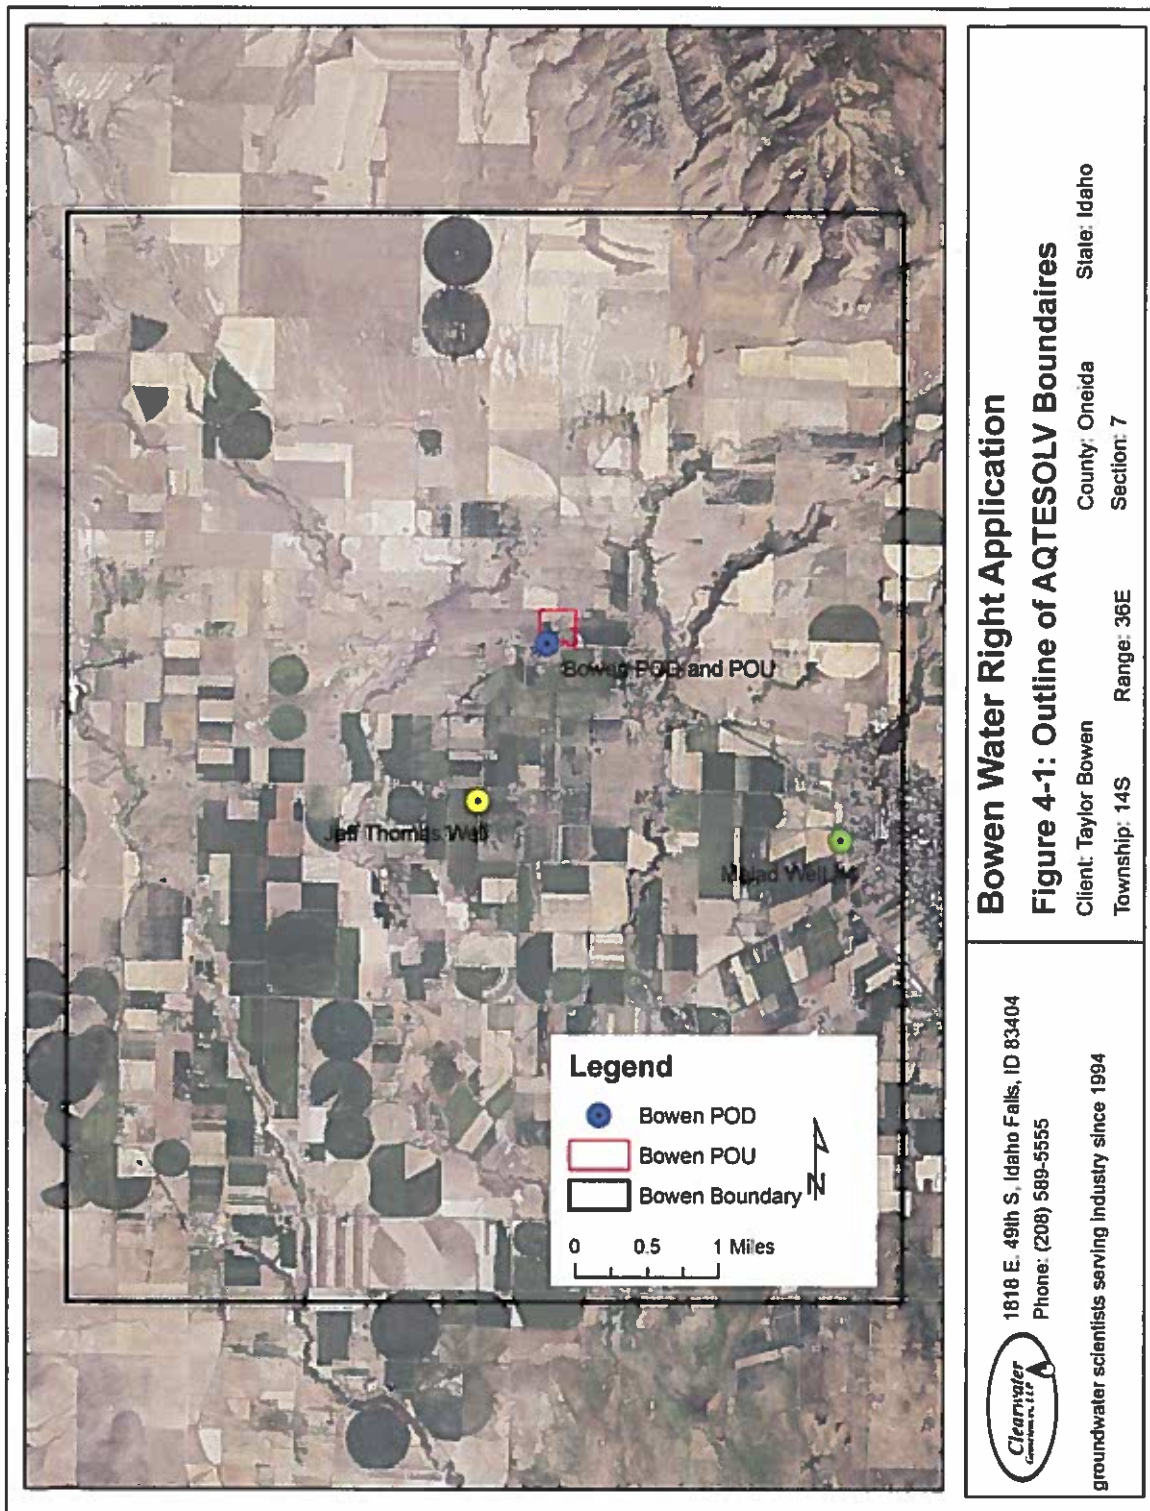 Bowen POD and POU
Jeff Thomas Well
Malad Well
Legend
Bowen POD
Bowen POU
Bowen Boundary
N
0 0.5 1 Miles
Bowen Water Right Application
Figure 4-1: Outline of AQTESOLV Boundaires
Client: Taylor Bowen County: Oneida State: Idaho
Township: 14S Range: 36E Section: 7
Clearwater
1818 E. 49th S, Idaho Falls, ID 83404
Phone: (208) 589-5555
groundwater scientists serving industry since 1994